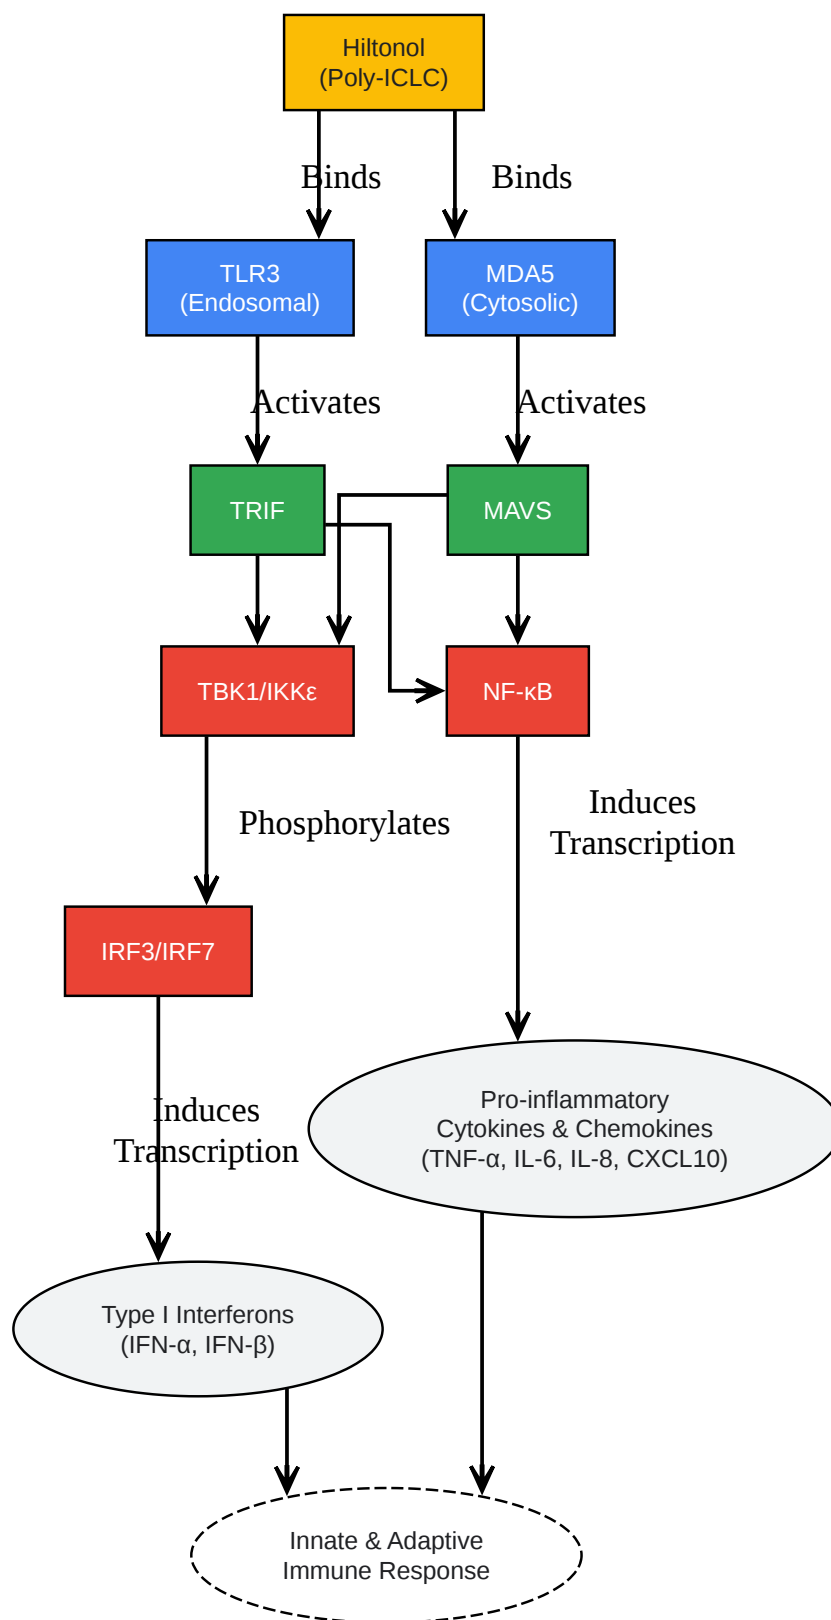 Hiltonol
(Poly-ICLC)
Binds
Binds
TLR3
(Endosomal)
MDA5
(Cytosolic)
Activates
Activates
TRIF
MAVS
TBK1/IKKε
NF-κB
Phosphorylates
Induces
Transcription
IRF3/IRF7
Induces
Transcription
Pro-inflammatory
Cytokines & Chemokines
(TNF-α, IL-6, IL-8, CXCL10)
Type I Interferons
(IFN-α, IFN-β)
Innate & Adaptive
Immune Response